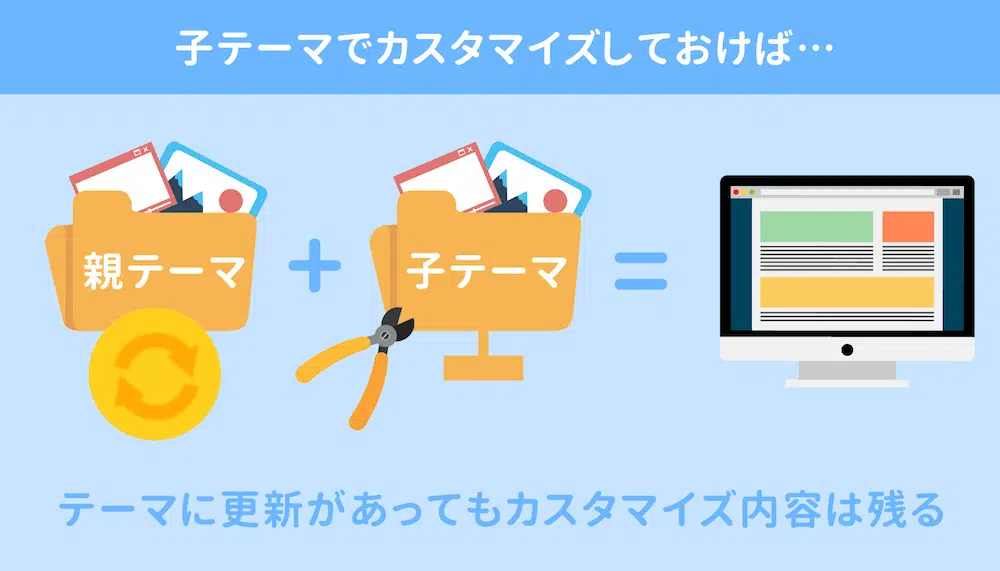 子テーマでカスタマイズしておけば…
親テーマ
子テーマ
テーマに更新があってもカスタマイズ内容は残る